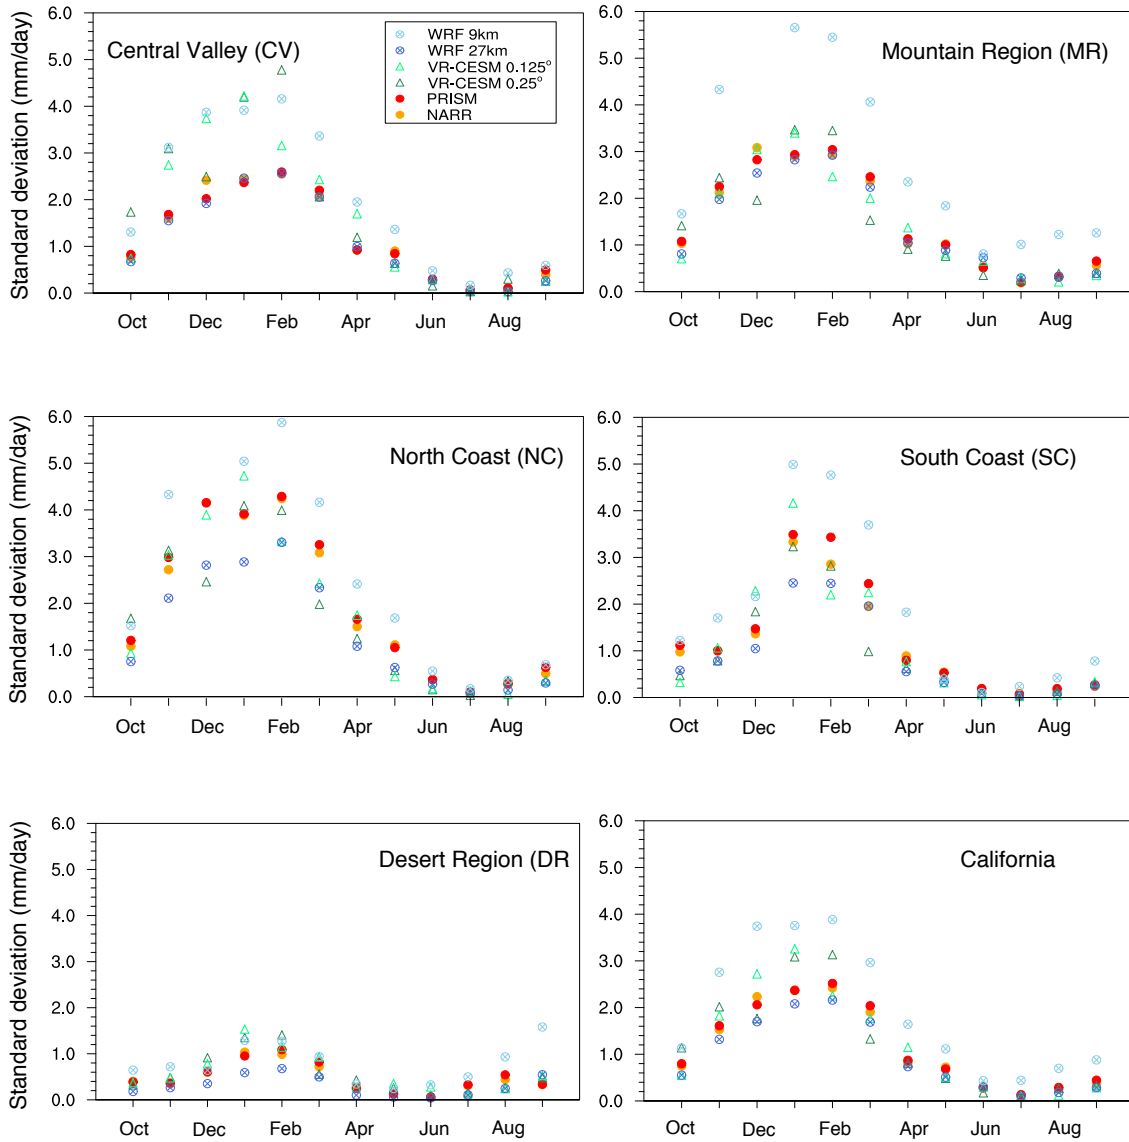 6.0
5.0
4.0
3.0
2.0
1.0
0.0
Standard deviation (mm/day)
Central Valley (CV)
WRF 9km
WRF 27km
VR-CESM 0.125°
VR-CESM 0.25°
PRISM
NARR
Oct Dec Feb Apr Jun Aug
6.0
5.0
4.0
3.0
2.0
1.0
0.0
Mountain Region (MR)
Oct Dec Feb Apr Jun Aug
6.0
5.0
4.0
3.0
2.0
1.0
0.0
Standard deviation (mm/day)
North Coast (NC)
Oct Dec Feb Apr Jun Aug
6.0
5.0
4.0
3.0
2.0
1.0
0.0
South Coast (SC)
Oct Dec Feb Apr Jun Aug
6.0
5.0
4.0
3.0
2.0
1.0
0.0
Standard deviation (mm/day)
Desert Region (DR
Oct Dec Feb Apr Jun Aug
6.0
5.0
4.0
3.0
2.0
1.0
0.0
California
Oct Dec Feb Apr Jun Aug